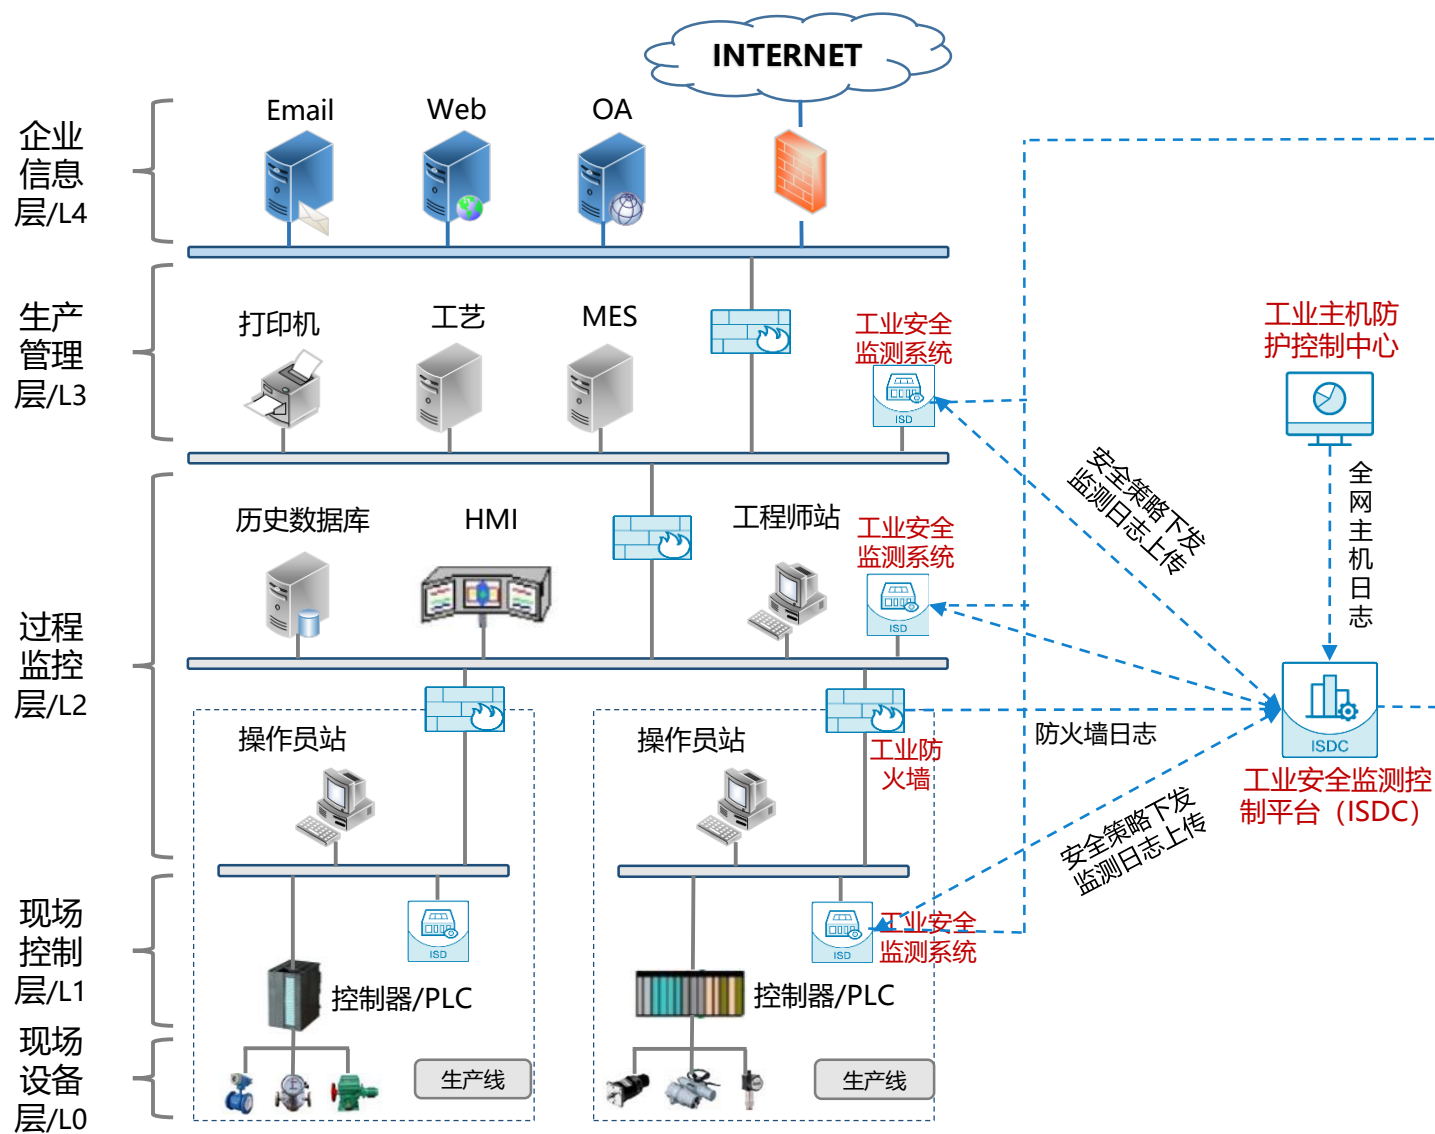 INTERNET
Email
Web
OA
企业
信息
层/L4
生产
管理
层/L3
打印机
工艺
MES
工业安全
监测系统
ISD
工业主机防
护控制中心
全
网
主
机
日
志
安全策略下发
监测日志上传
过程
监控
层/L2
历史数据库
HMI
工程师站
工业安全
监测系统
ISD
操作员站
操作员站
工业防
火墙
防火墙日志
ISDC
工业安全监测控
制平台（ISDC）
安全策略下发
监测日志上传
现场
控制
层/L1
ISD
ISD
工业安全
监测系统
控制器/PLC
控制器/PLC
现场
设备
层/L0
生产线
生产线